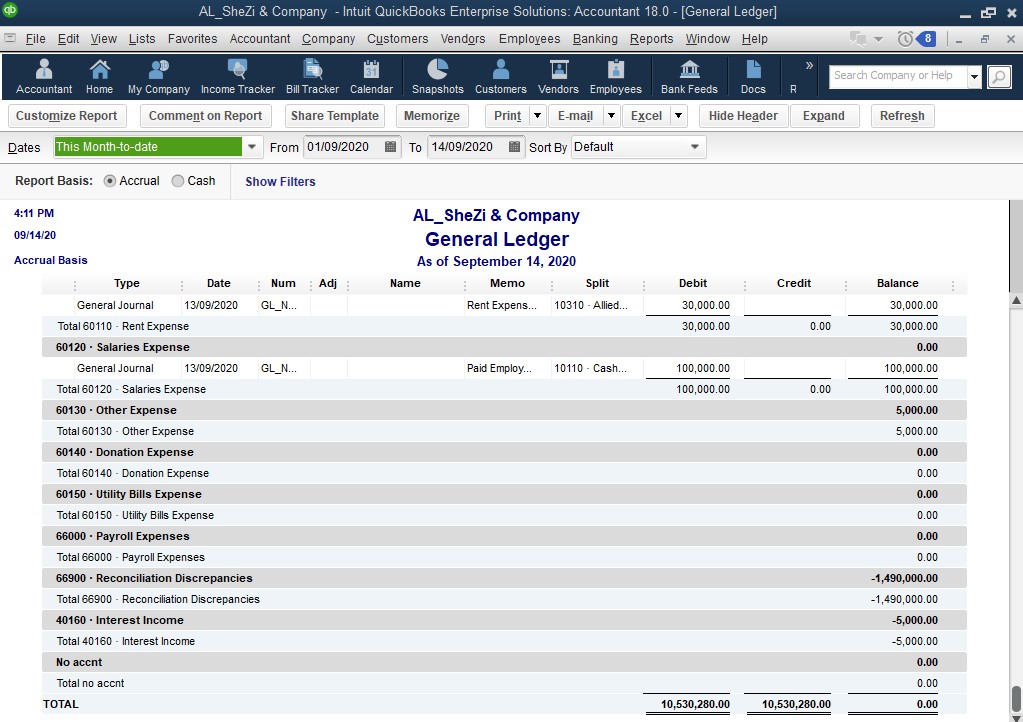 qb AL_SheZi & Company - Intuit QuickBooks Enterprise Solutions: Accountant 18.0 - [General Ledger]
File Edit View Lists Favorites Accountant Company Customers Vendors Employees Banking Reports Window Help 8
31
Accountant Home My Company Income Tracker Bill Tracker Calendar Snapshots Customers Vendors Employees Bank Feeds Docs R » Search Company or Help
Customize Report Comment on Report Share Template Memorize Print E-mail Excel Hide Header Expand Refresh
Dates This Month-to-date From 01/09/2020 To 14/09/2020 Sort By Default
Report Basis: Accrual Cash Show Filters
4:11 PM AL_SheZi & Company
09/14/20 General Ledger
Accrual Basis As of September 14, 2020
Type Date Num Adj Name Memo Split Debit Credit Balance
General Journal 13/09/2020 GL_N... Rent Expens... 10310 · Allied... 30,000.00 30,000.00
Total 60110 · Rent Expense 30,000.00 0.00 30,000.00
60120 · Salaries Expense 0.00
General Journal 13/09/2020 GL_N... Paid Employ... 10110 · Cash... 100,000.00 100,000.00
Total 60120 · Salaries Expense 100,000.00 0.00 100,000.00
60130 · Other Expense 5,000.00
Total 60130 · Other Expense 5,000.00
60140 · Donation Expense 0.00
Total 60140 · Donation Expense 0.00
60150 · Utility Bills Expense 0.00
Total 60150 · Utility Bills Expense 0.00
66000 · Payroll Expenses 0.00
Total 66000 · Payroll Expenses 0.00
66900 · Reconciliation Discrepancies -1,490,000.00
Total 66900 · Reconciliation Discrepancies -1,490,000.00
40160 · Interest Income -5,000.00
Total 40160 · Interest Income -5,000.00
No accnt 0.00
Total no accnt 0.00
TOTAL 10,530,280.00 10,530,280.00 0.00